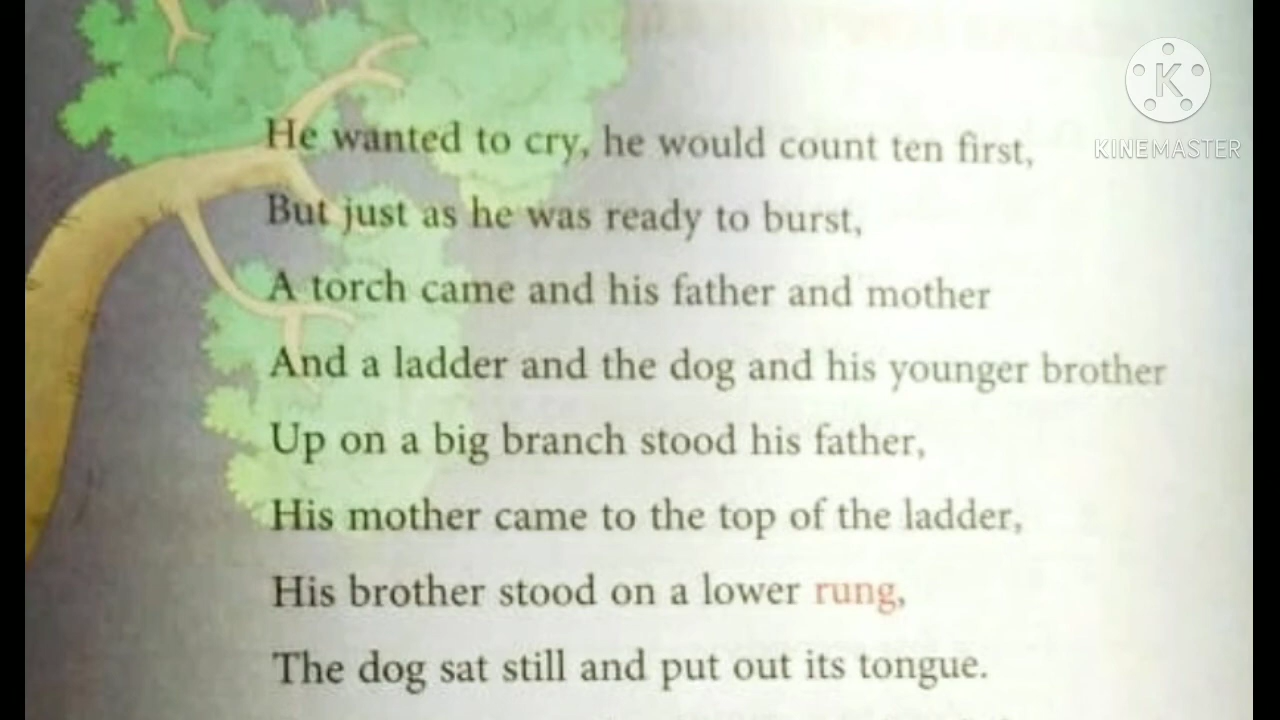 He wanted to cry, he would count ten first,
But just as he was ready to burst,
A torch came and his father and mother
And a ladder and the dog and his younger brother
Up on a big branch stood his father,
His mother came to the top of the ladder,
His brother stood on a lower rung,
The dog sat still and put out its tongue.
K
KINEMASTER